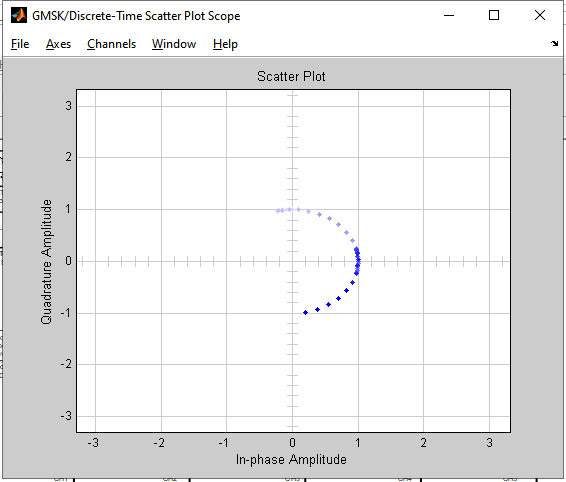 GMSK/Discrete-Time Scatter Plot Scope
File Axes Channels Window Help
Scatter Plot
3
2
1
0
-1
-2
-3
Quadrature Amplitude
-3 -2 -1 0 1 2 3
In-phase Amplitude